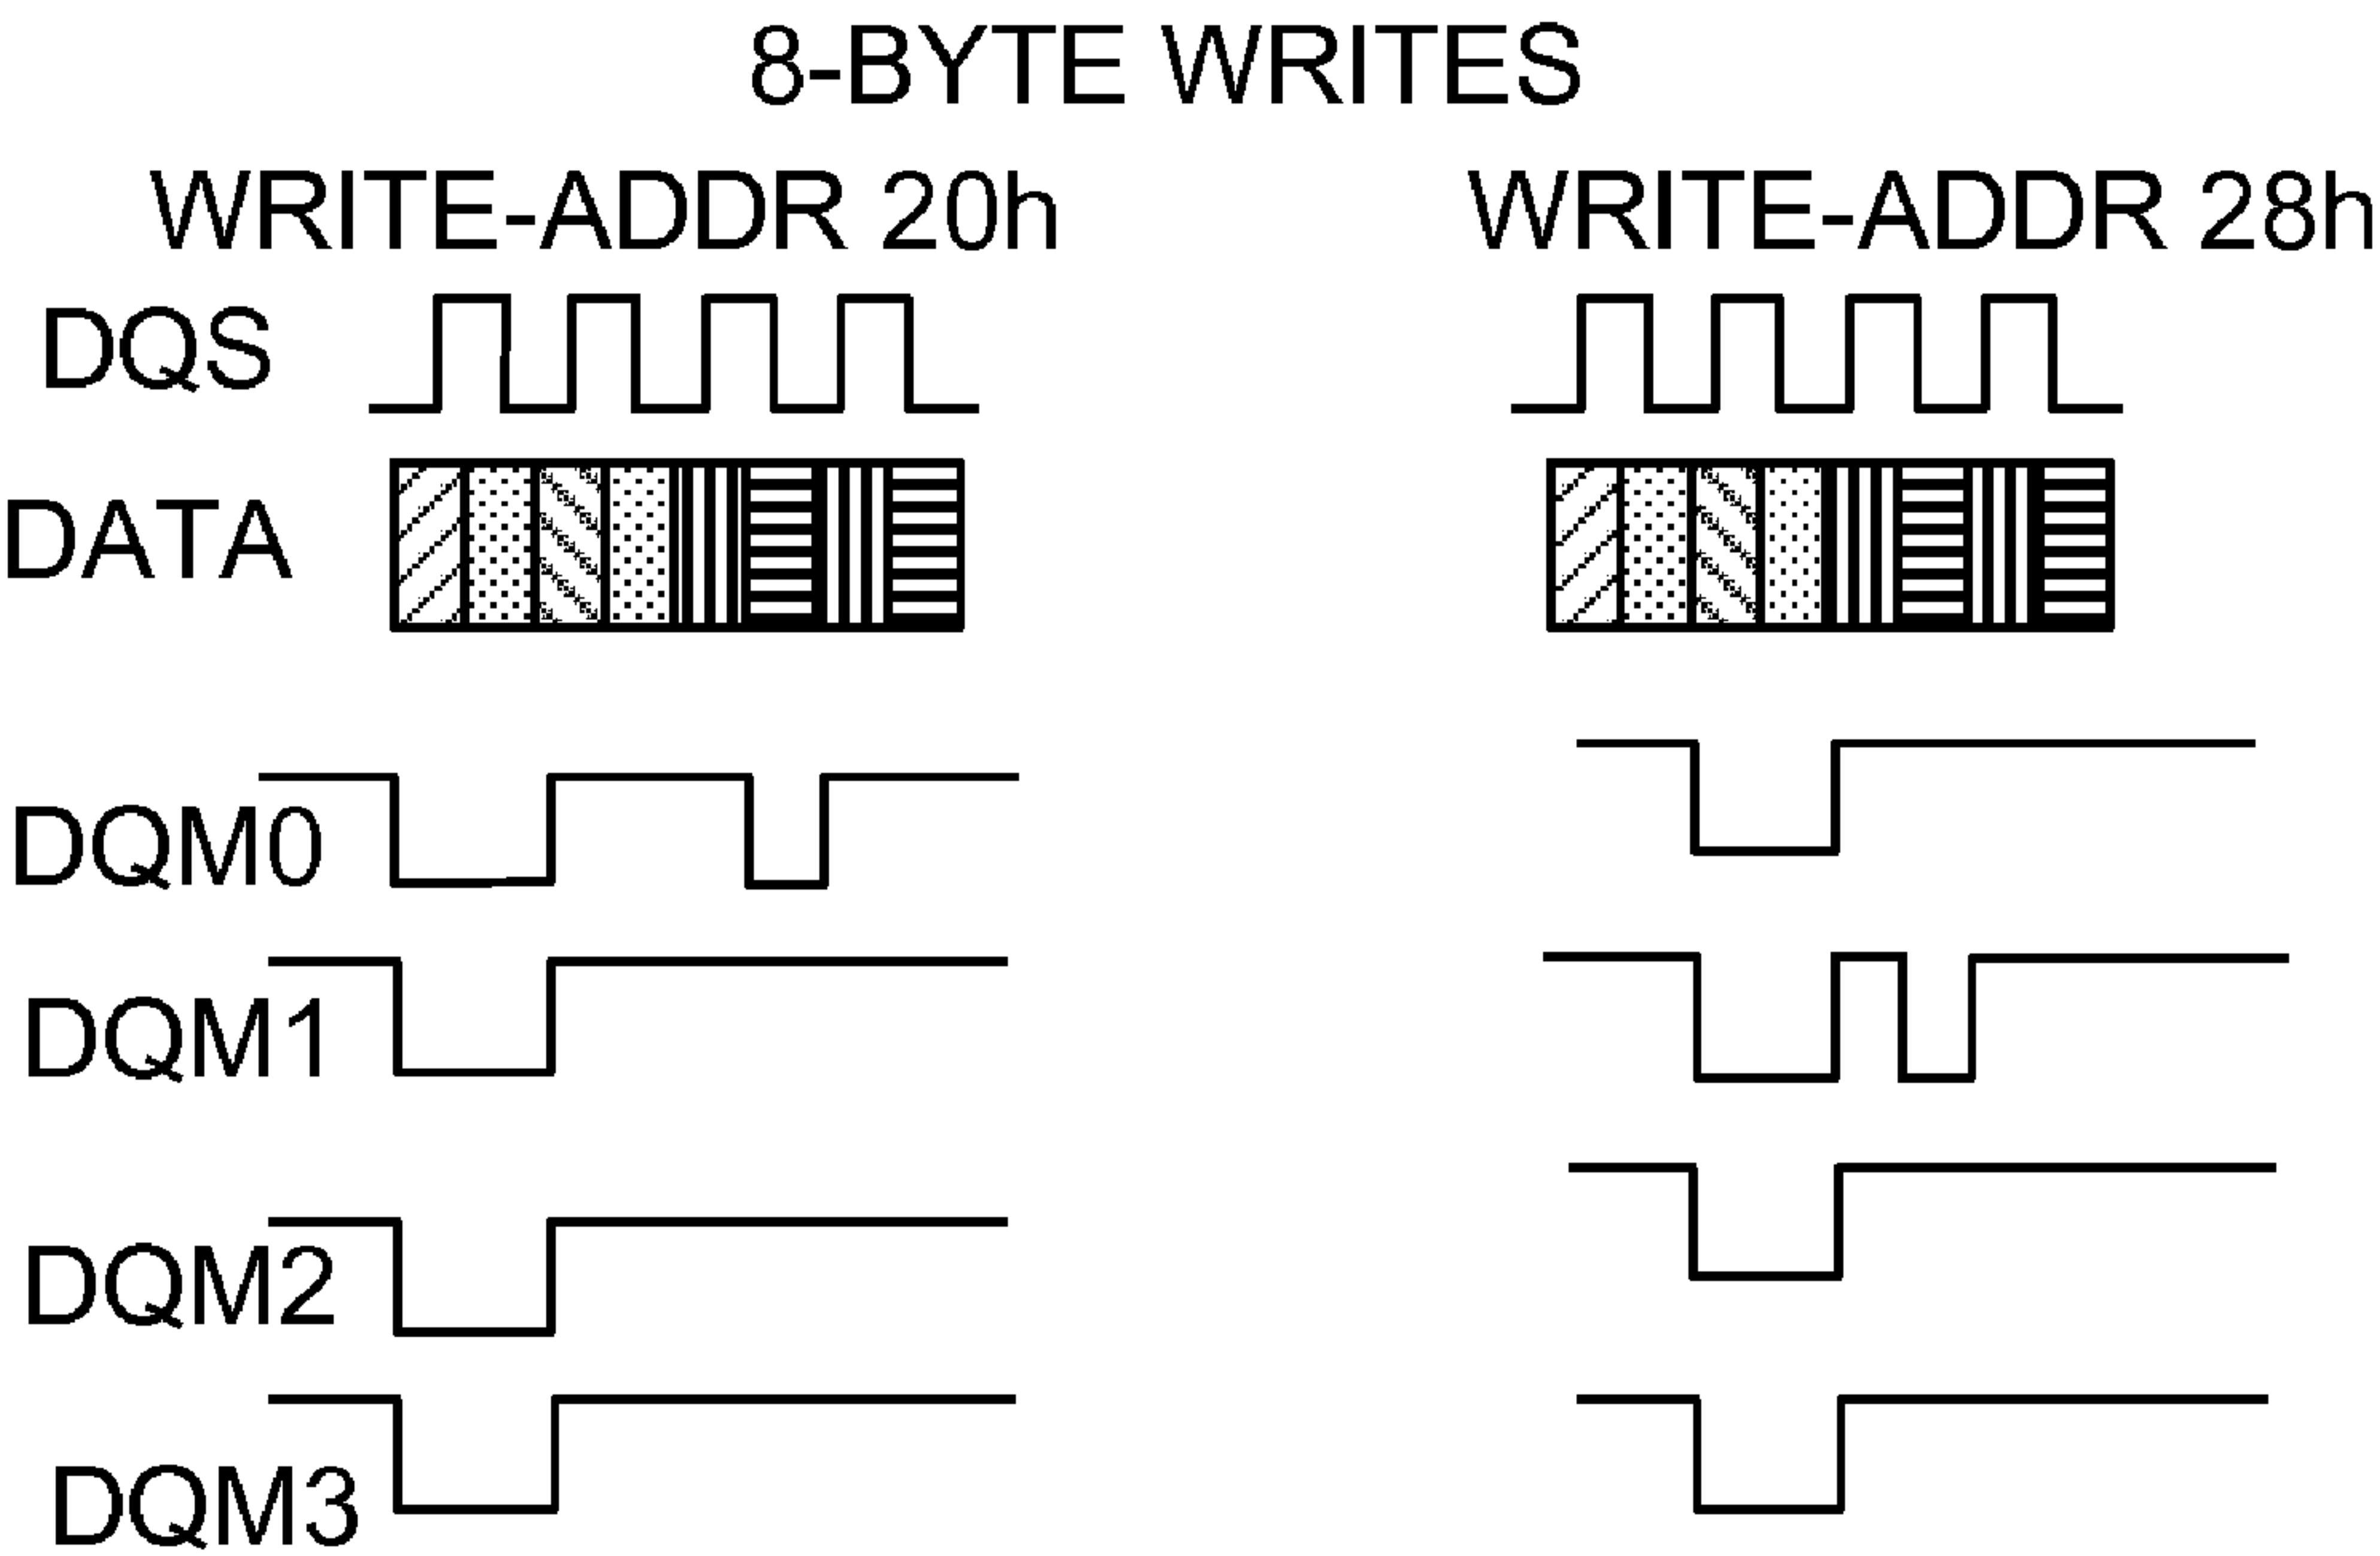 8-BYTE WRITES
WRITE-ADDR 20h
WRITE-ADDR 28h
DQS
DATA
DQM0
DQM1
DQM2
DQM3